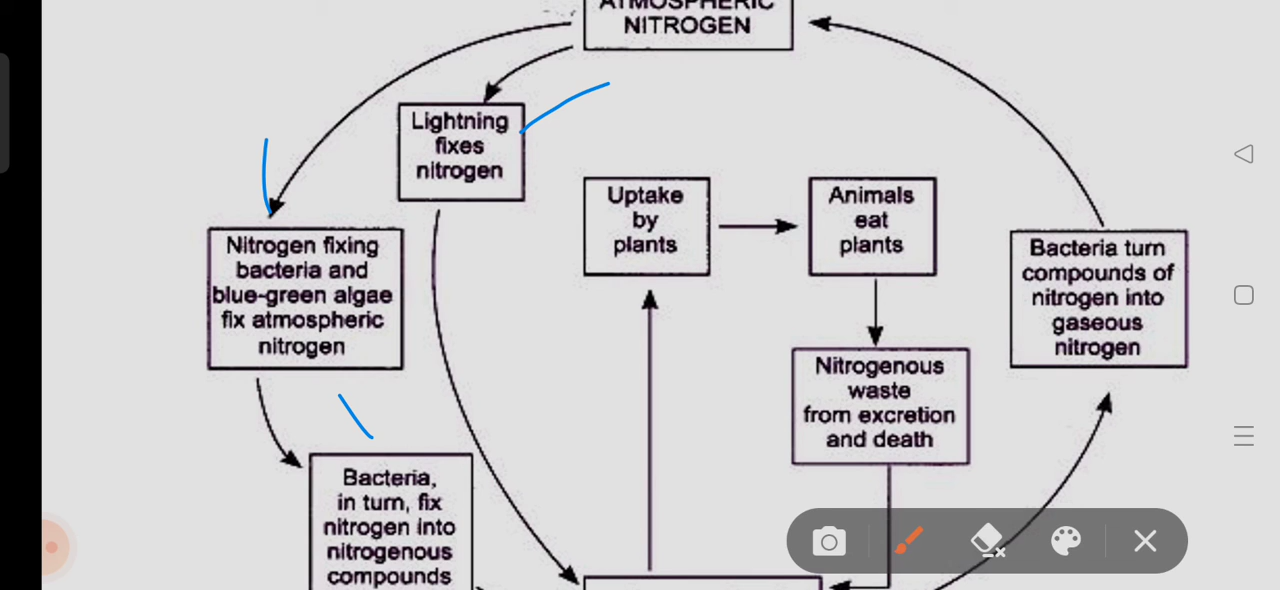 ATMOSPHERIC
NITROGEN
Lightning
fixes
nitrogen
Uptake
by
plants
Animals
eat
plants
Nitrogen fixing
bacteria and
blue-green algae
fix atmospheric
nitrogen
Bacteria turn
compounds of
nitrogen into
gaseous
nitrogen
Nitrogenous
waste
from excretion
and death
Bacteria,
in turn, fix
nitrogen into
nitrogenous
compounds